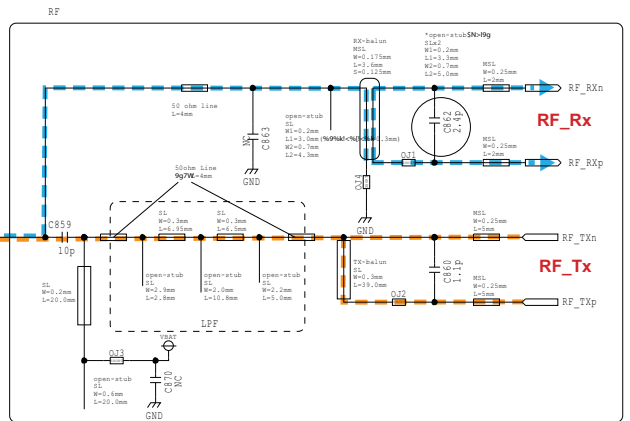 RF
RX-balun
MSL
W=0.175mm
L=3.6mm
S=0.125mm
*open-stub$N>!9g
SLx2
W1=0.2mm
L1=3.3mm
W2=0.7mm
L2=5.0mm
MSL
W=0.25mm
L=2mm
RF_RXn
50 ohm line
L=4mm
NC
C863
GND
open-stub
SL
W1=0.2mm
L1=3.0mm
W2=0.7mm
L2=4.3mm
C862
2.4p
RF_Rx
MSL
W=0.25mm
L=2mm
OJ1
RF_RXp
OJ4
GND
50ohm Line
9g7W.L=4mm
C859
10p
SL
W=0.3mm
L=6.95mm
SL
W=0.3mm
L=6.5mm
MSL
W=0.25mm
L=5mm
RF_TXn
SL
W=0.2mm
L=20.0mm
open-stub
SL
W=2.9mm
L=2.8mm
open-stub
SL
W=2.0mm
L=10.8mm
open-stub
SL
W=2.2mm
L=5.0mm
LPF
TX-balun
SL
W=0.3mm
L=39.0mm
C860
1.1p
RF_Tx
MSL
W=0.25mm
L=5mm
OJ2
RF_TXp
OJ3
VBAT
C870
NC
GND
open-stub
SL
W=0.6mm
L=20.0mm